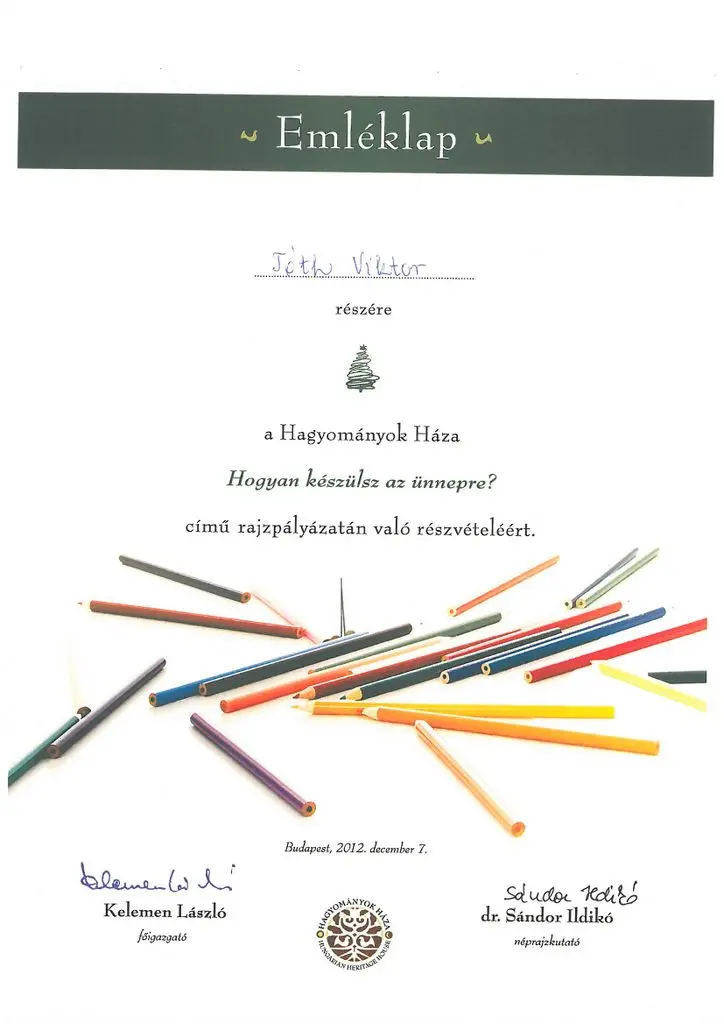 Emléklap
Tóth Viktor
részére
a Hagyományok Háza
Hogyan készülsz az ünnepre?
című rajzpályázatán való részvételéért.
Budapest, 2012. december 7.
Kelemen László
Sándor Ildikó
Kelemen László
dr. Sándor Ildikó
főigazgató
néprajzkutató
HAGYOMÁNYOK HÁZA
HUNGARIAN HERITAGE HOUSE